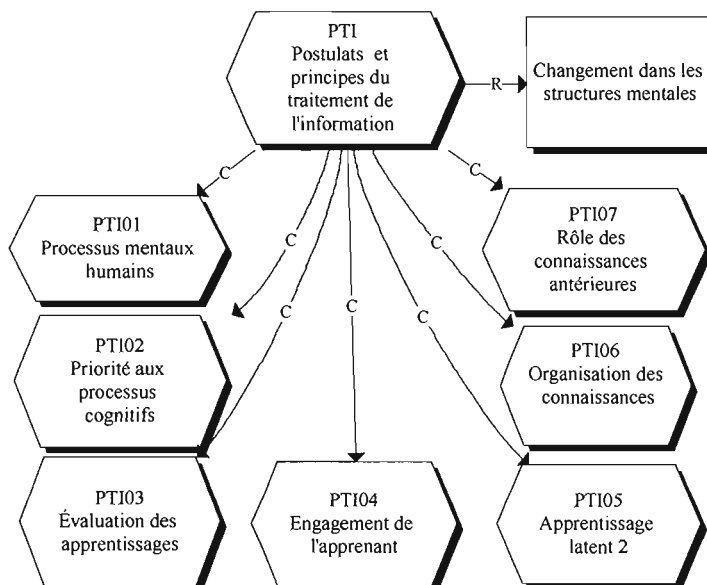 PTI
Postulats et
principes du
traitement de
l'information
R
Changement dans les
structures mentales
C
C
PTI01
Processus mentaux
humains
PTI07
Rôle des
connaissances
antérieures
C
C
C
C
C
PTI02
Priorité aux
processus
cognitifs
PTI06
Organisation des
connaissances
PTI03
Évaluation des
apprentissages
PTI04
Engagement de
l'apprenant
PTI05
Apprentissage
latent 2